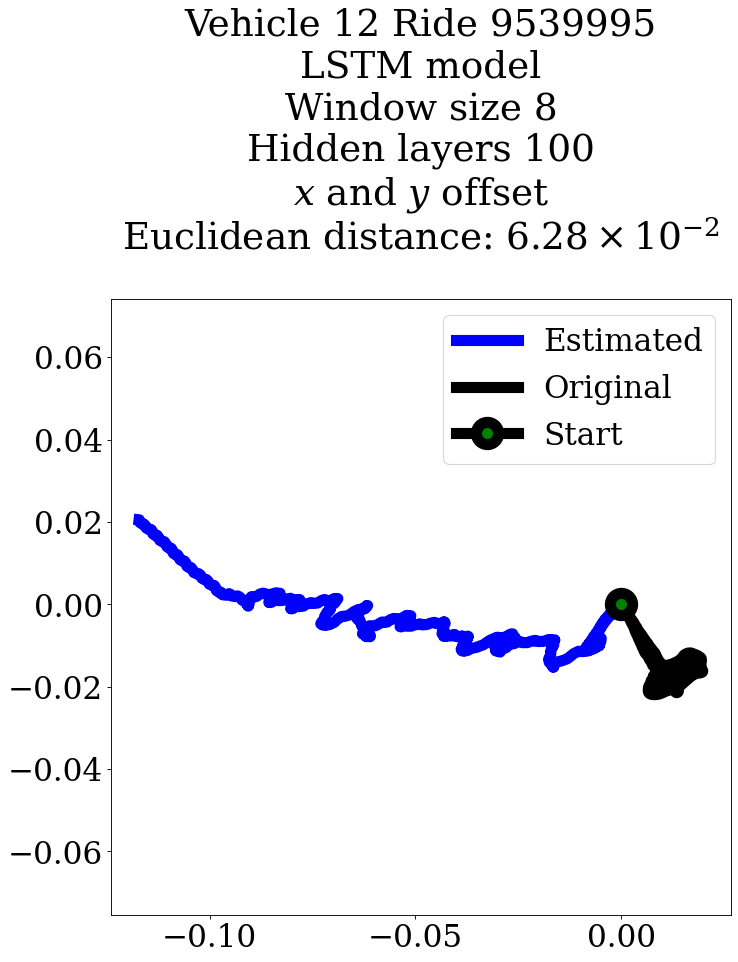 Vehicle 12 Ride 9539995
LSTM model
Window size 8
Hidden layers 100
x and y offset
Euclidean distance: 6.28 × 10⁻²
Estimated
Original
Start
0.06
0.04
0.02
0.00
−0.02
−0.04
−0.06
−0.10 −0.05 0.00